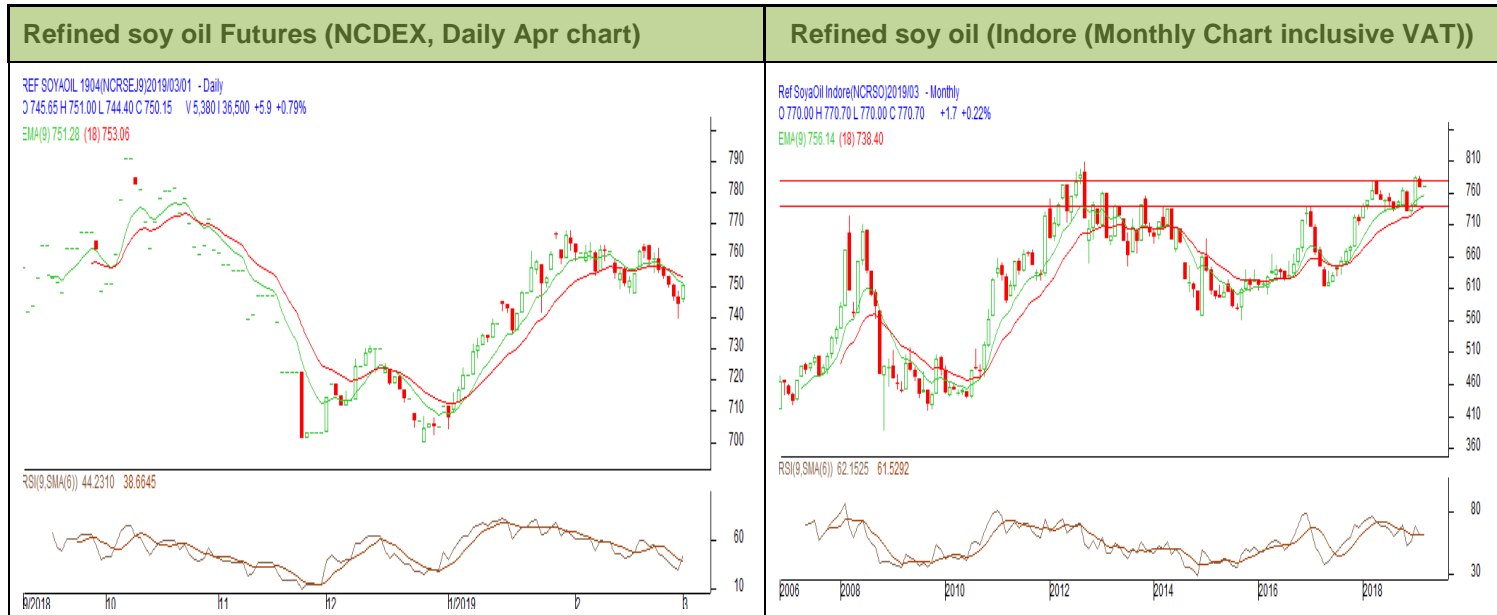 Refined soy oil Futures (NCDEX, Daily Apr chart)
Refined soy oil (Indore (Monthly Chart inclusive VAT))
REF SOYAOIL 1904(NCRSEJ9)2019/03/01 - Daily
O 745.65 H 751.00 L 744.40 C 750.15 V 5,380 I 36,500 +5.9 +0.79%
EMA(9) 751.28 (18) 753.06
790
780
770
760
750
740
730
720
710
700
RSI(9,SMA(6)) 44.2310 38.6645
60
10
9/2018 10 11 12 1/2019 2 3
Ref SoyaOil Indore(NCRSO)2019/03 - Monthly
O 770.00 H 770.70 L 770.00 C 770.70 +1.7 +0.22%
EMA(9) 756.14 (18) 738.40
810
760
710
660
610
560
510
460
410
360
RSI(9,SMA(6)) 62.1525 61.5292
80
30
2006 2008 2010 2012 2014 2016 2018